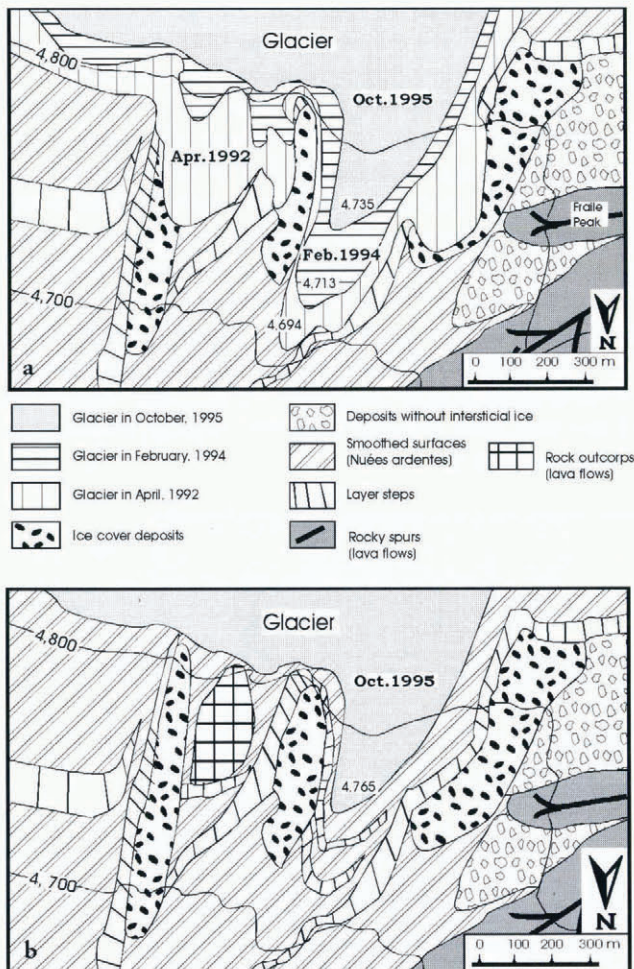 Glacier
4,800
Oct.1995
Apr.1992
4.735
Fraile
Peak
Feb.1994
4.713
4,700
4.694
N
a
0 100 200 300 m
Glacier in October, 1995
Glacier in February, 1994
Glacier in April, 1992
Ice cover deposits
Deposits without intersticial ice
Smoothed surfaces
(Nuées ardentes)
Layer steps
Rocky spurs
(lava flows)
Rock outcorps
(lava flows)
Glacier
4,800
Oct.1995
4.765
4,700
N
b
0 100 200 300 m